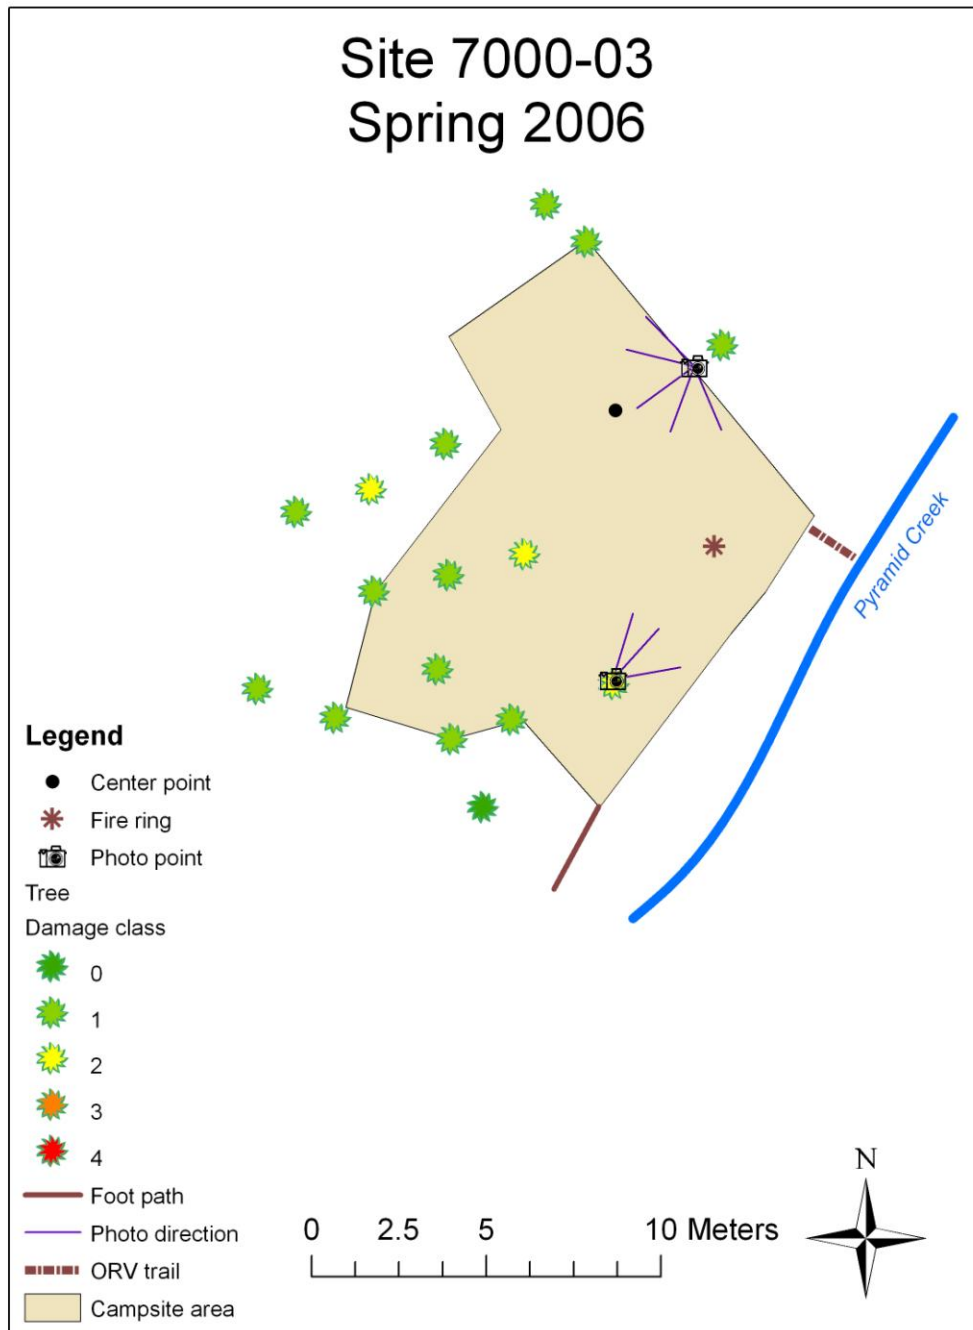 Site 7000-03
Spring 2006
Pyramid Creek
Legend
Center point
Fire ring
Photo point
Tree
Damage class
0
1
2
3
4
Foot path
Photo direction
ORV trail
Campsite area
0 2.5 5 10 Meters
N